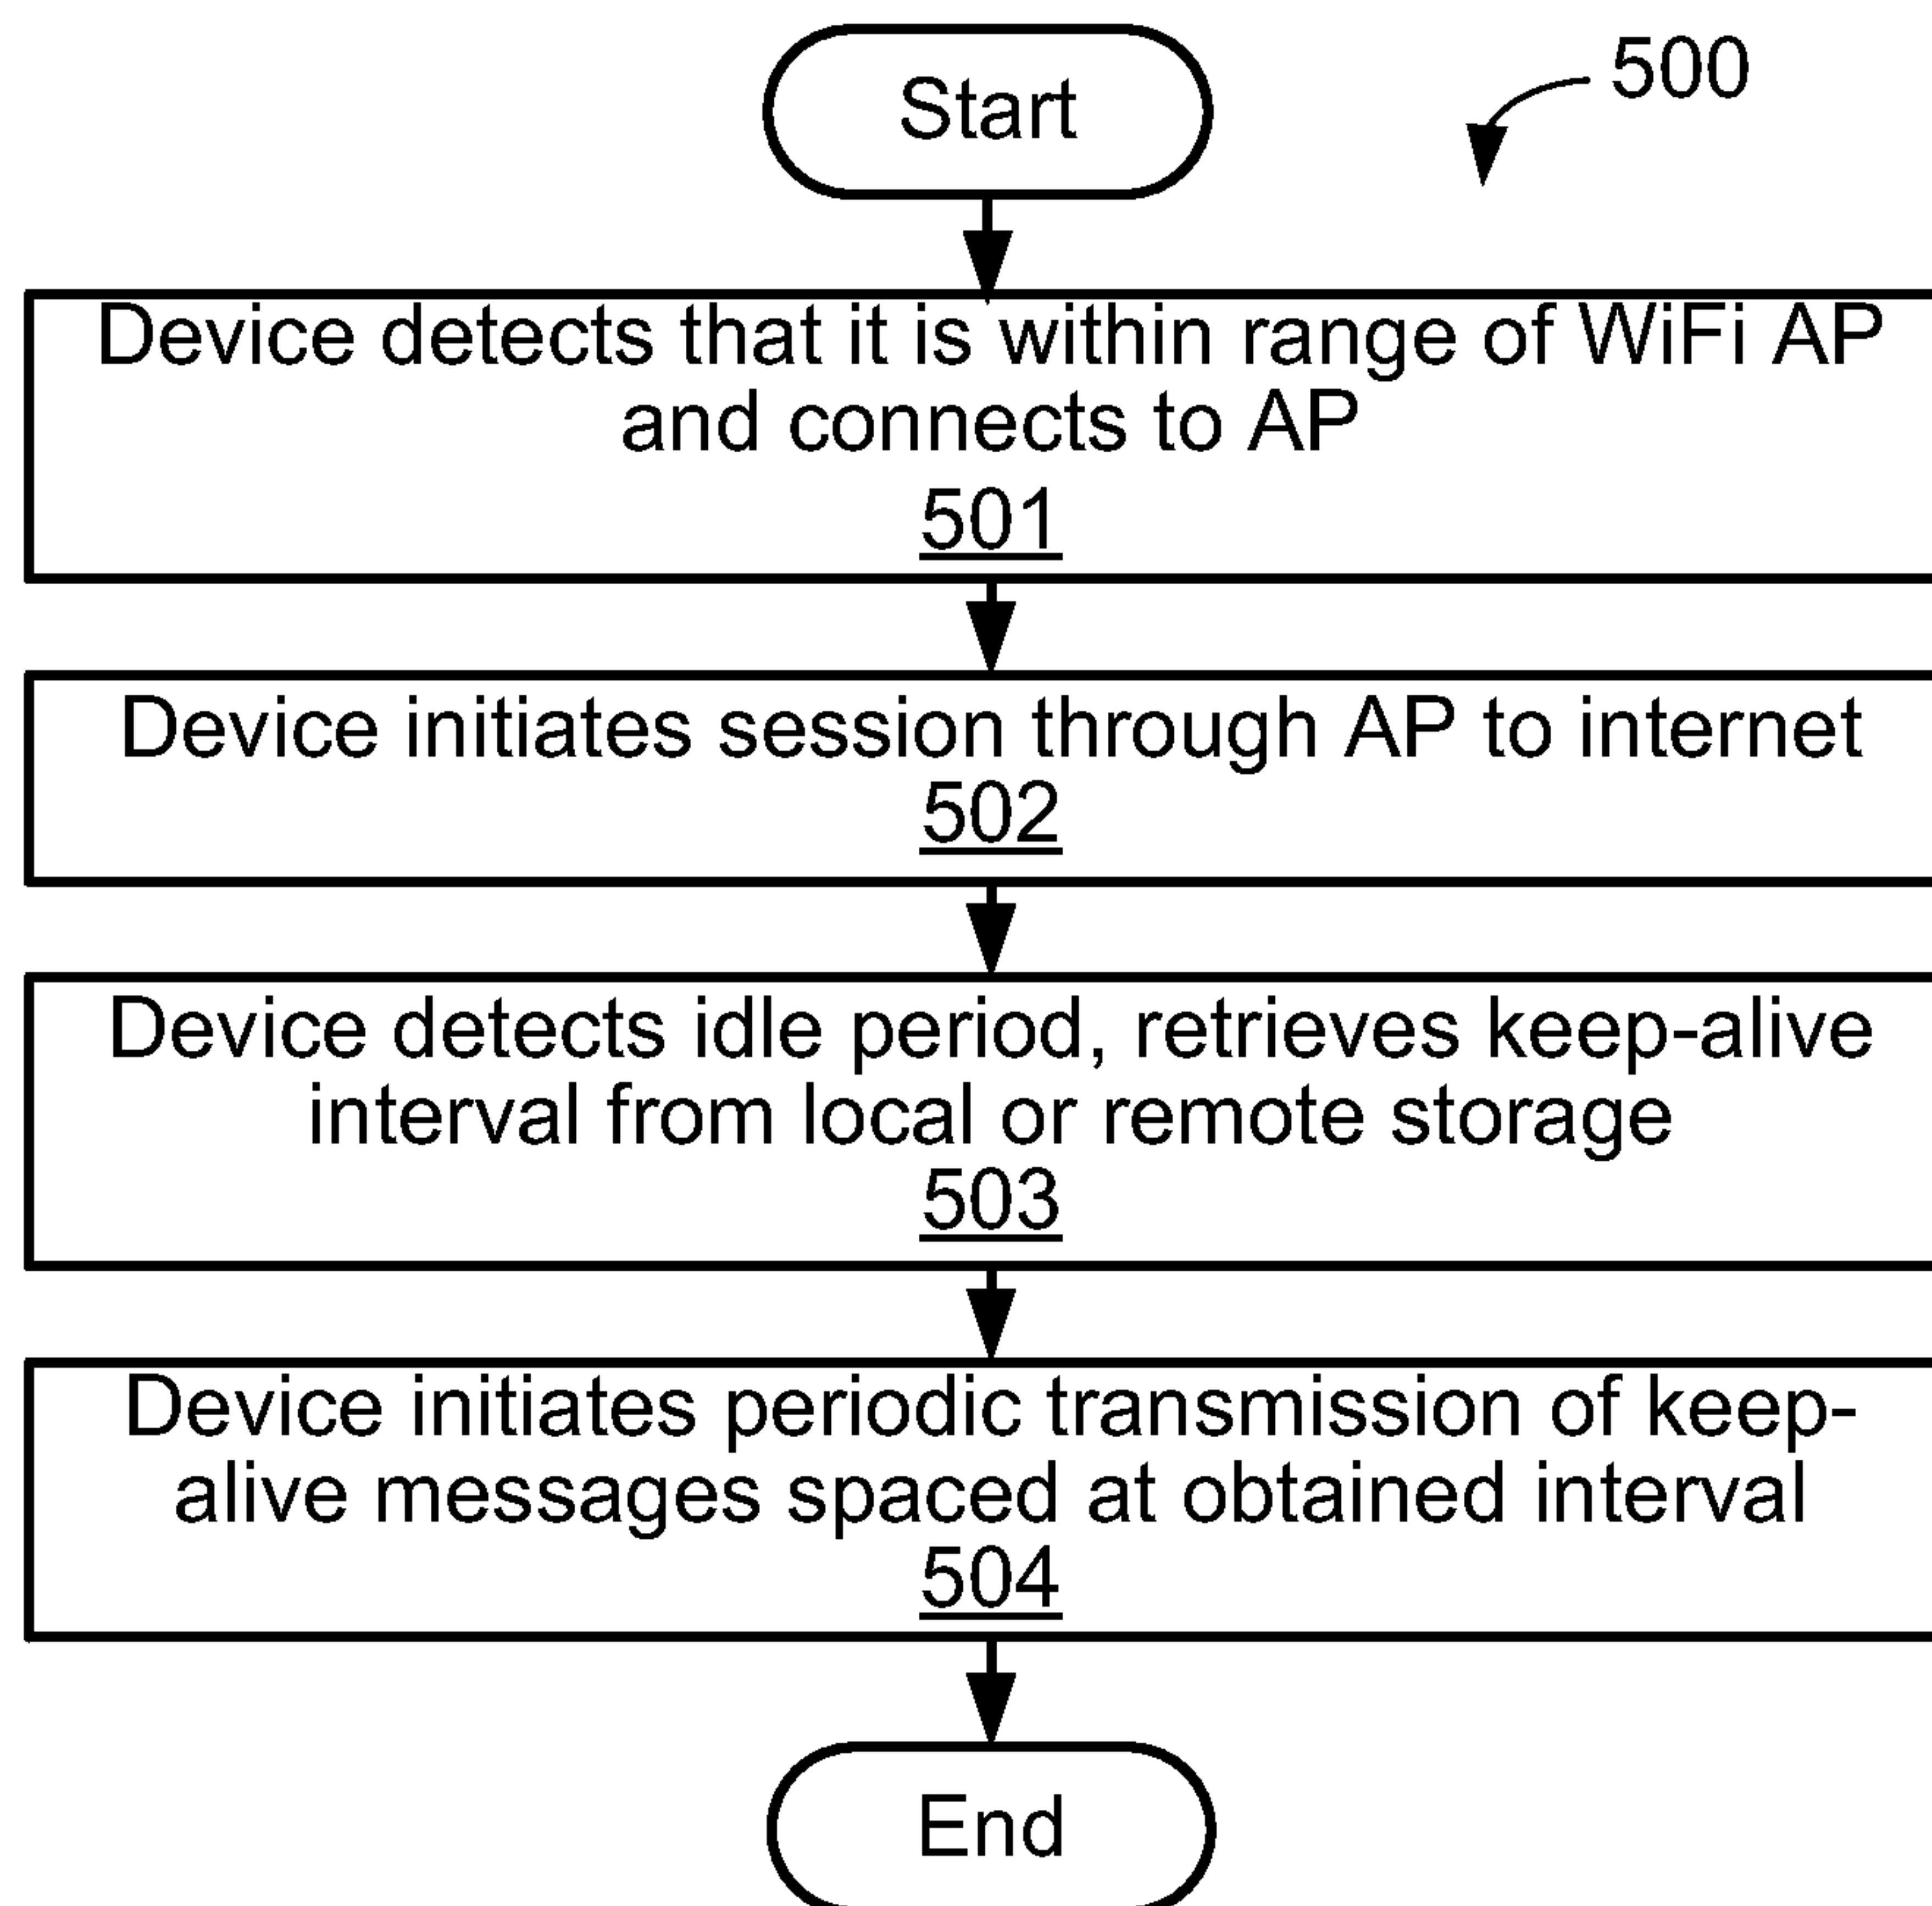 Start
500
Device detects that it is within range of WiFi AP
and connects to AP
501
Device initiates session through AP to internet
502
Device detects idle period, retrieves keep-alive
interval from local or remote storage
503
Device initiates periodic transmission of keep-
alive messages spaced at obtained interval
504
End